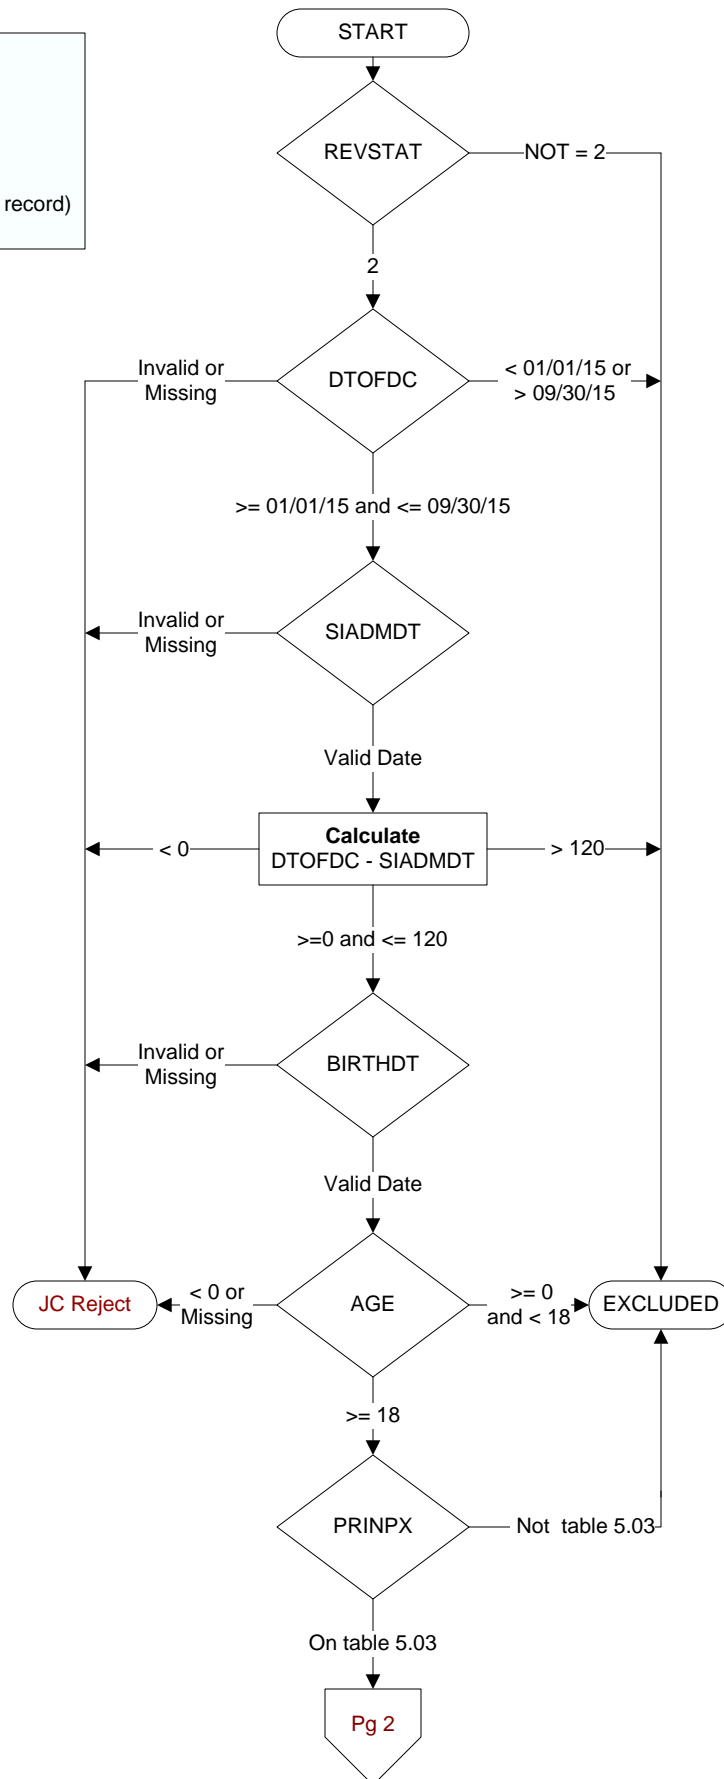 START
record)
REVSTAT
NOT = 2
2
Invalid or
Missing
DTOFDC
< 01/01/15 or
> 09/30/15
>= 01/01/15 and <= 09/30/15
Invalid or
Missing
SIADMDT
Valid Date
< 0
Calculate
DTOFDC - SIADMDT
> 120
>=0 and <= 120
Invalid or
Missing
BIRTHDT
Valid Date
JC Reject
< 0 or
Missing
AGE
>= 0
and < 18
EXCLUDED
>= 18
PRINPX
Not table 5.03
On table 5.03
Pg 2